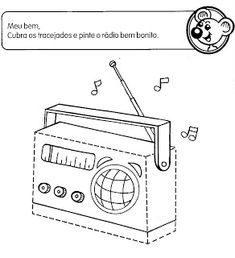 Meu bem,
Cubra os tracejados e pinte o rádio bem bonito.